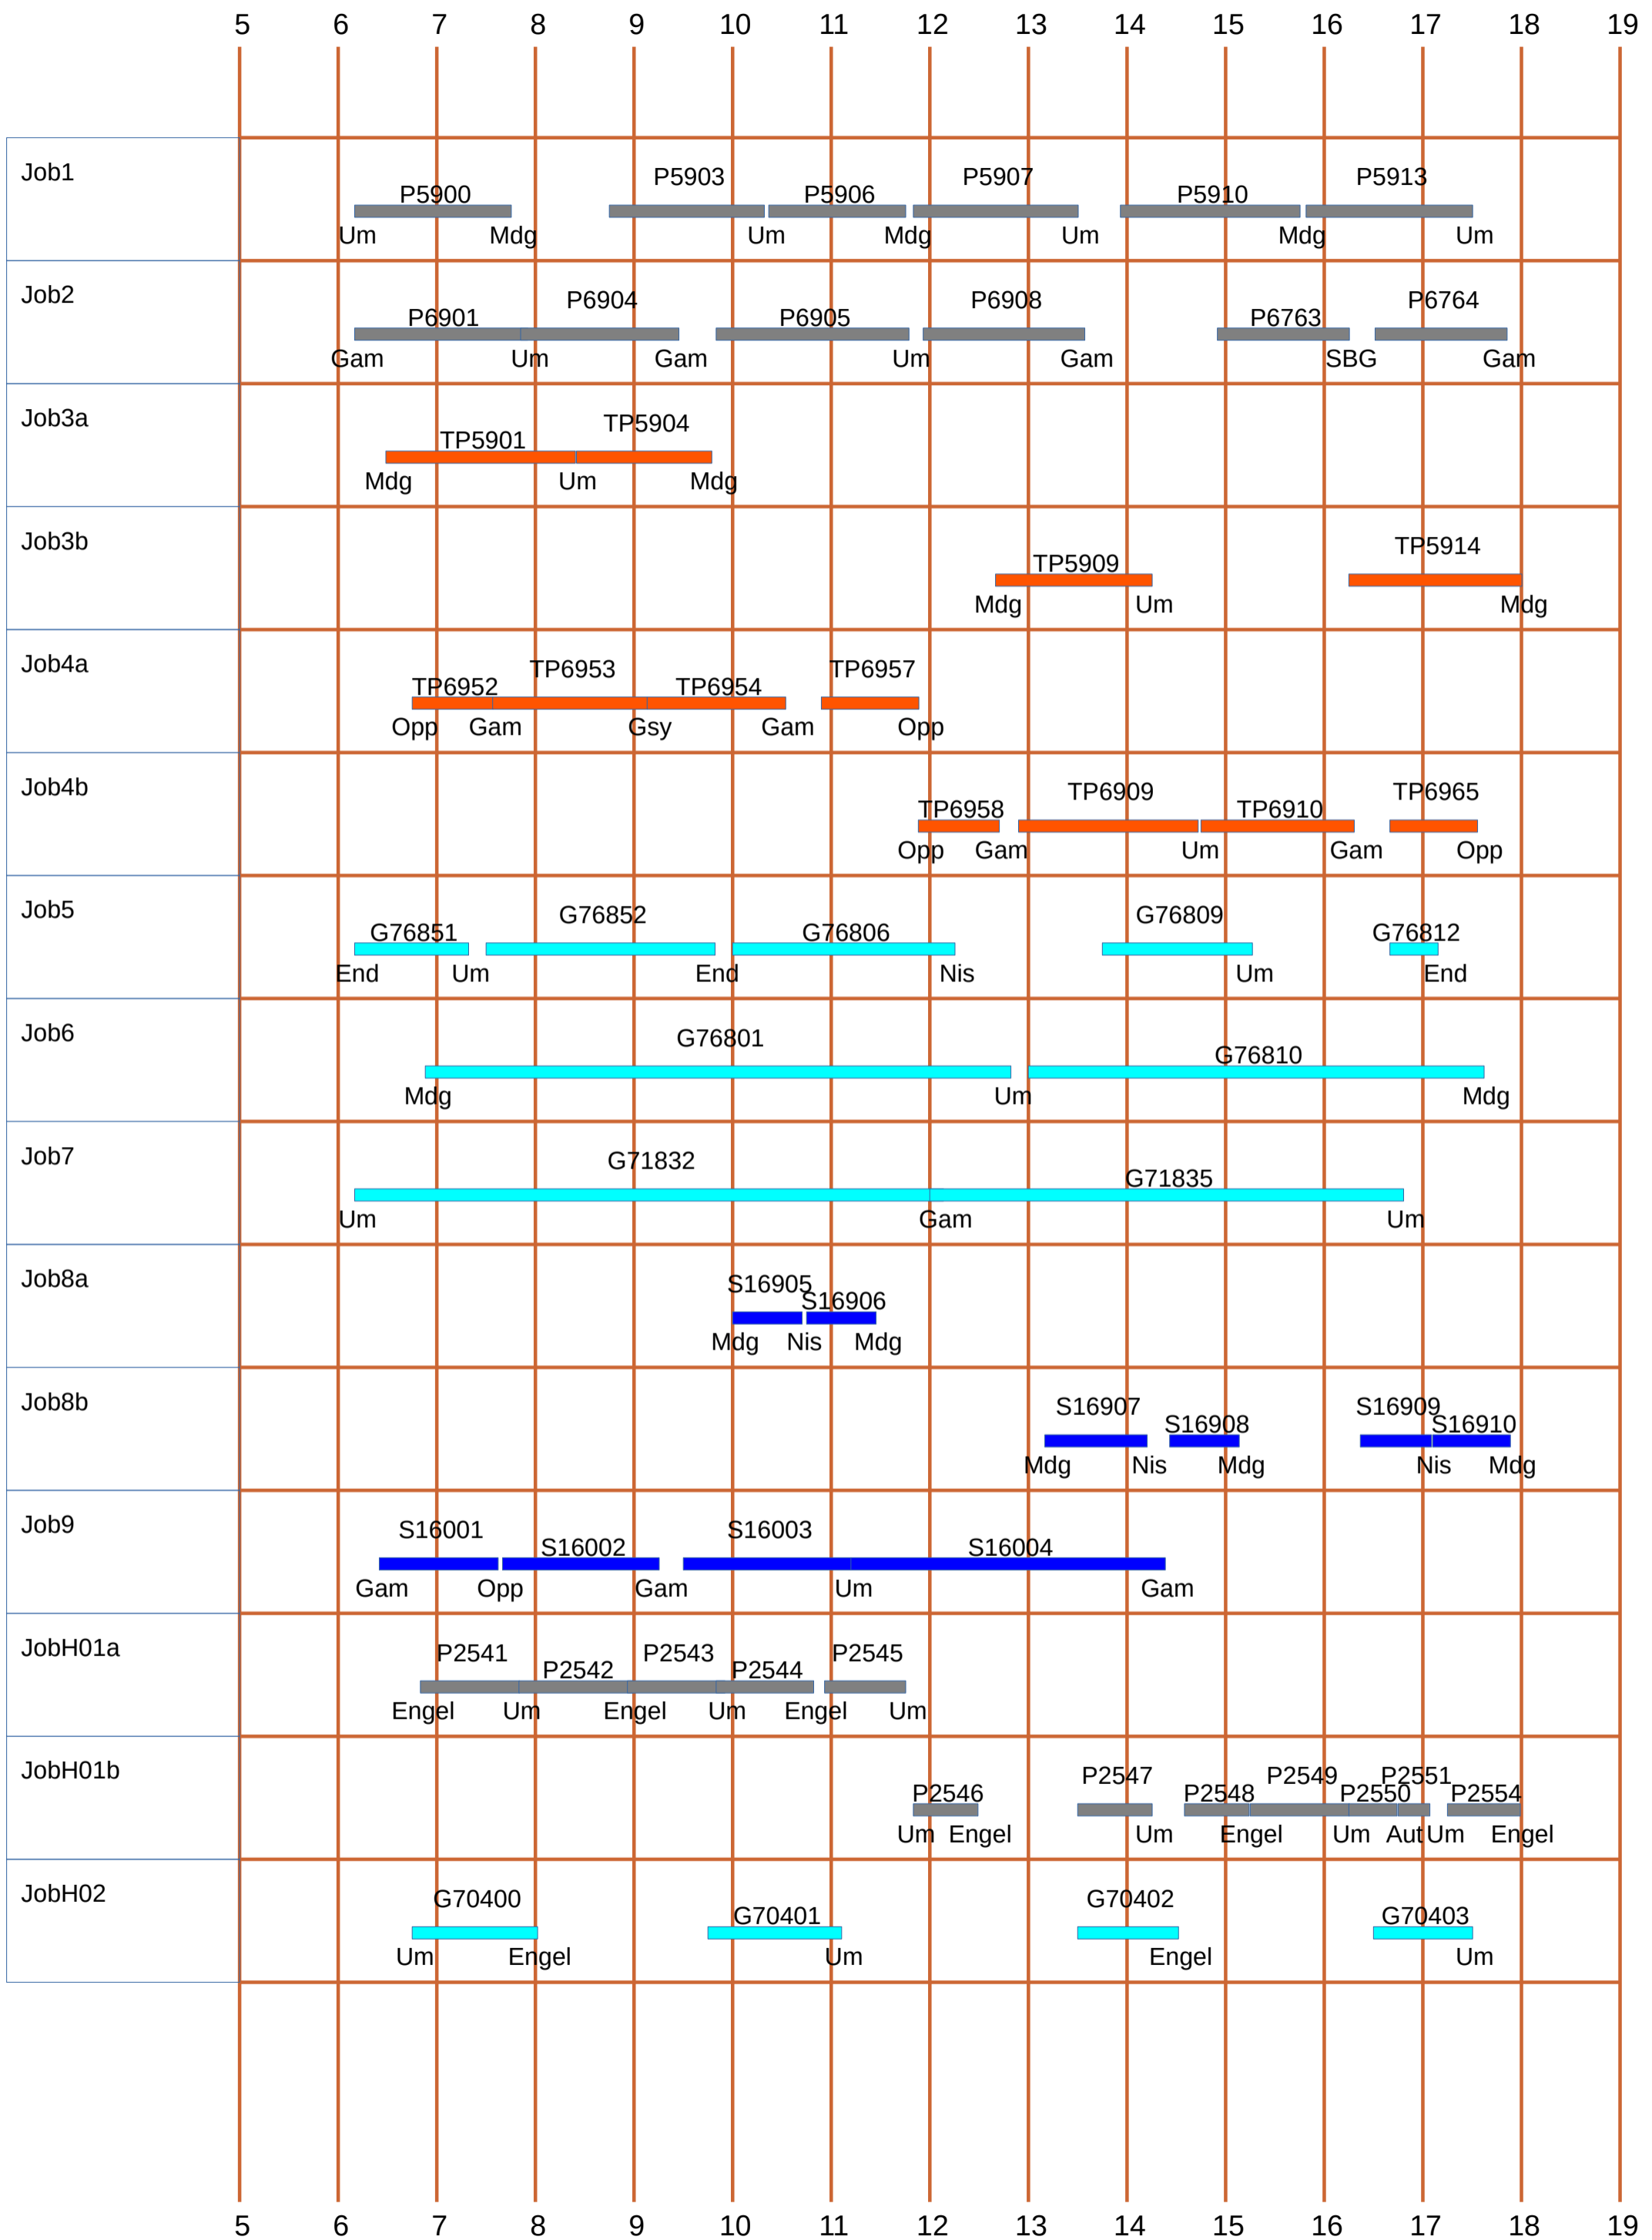 5 6 7 8 9 10 11 12 13 14 15 16 17 18 19
Job1
P5903 P5907 P5913
P5900 P5906 P5910
Um Mdg Um Mdg Um Mdg Um
Job2
P6904 P6908 P6764
P6901 P6905 P6763
Gam Um Gam Um Gam SBG Gam
Job3a
TP5904
TP5901
Mdg Um Mdg
Job3b
TP5914
TP5909
Mdg Um Mdg
Job4a
TP6953 TP6957
TP6952 TP6954
Opp Gam Gsy Gam Opp
Job4b
TP6909 TP6965
TP6958 TP6910
Opp Gam Um Gam Opp
Job5
G76852 G76809
G76851 G76806 G76812
End Um End Nis Um End
Job6
G76801
G76810
Mdg Um Mdg
Job7
G71832
G71835
Um Gam Um
Job8a
S16905
S16906
Mdg Nis Mdg
Job8b
S16907 S16909
S16908 S16910
Mdg Nis Mdg Nis Mdg
Job9
S16001 S16003
S16002 S16004
Gam Opp Gam Um Gam
JobH01a
P2541 P2543 P2545
P2542 P2544
Engel Um Engel Um Engel Um
JobH01b
P2547 P2549 P2551
P2546 P2548 P2550 P2554
Um Engel Um Engel Um Aut Um Engel
JobH02
G70400 G70402
G70401 G70403
Um Engel Um Engel Um
5 6 7 8 9 10 11 12 13 14 15 16 17 18 19